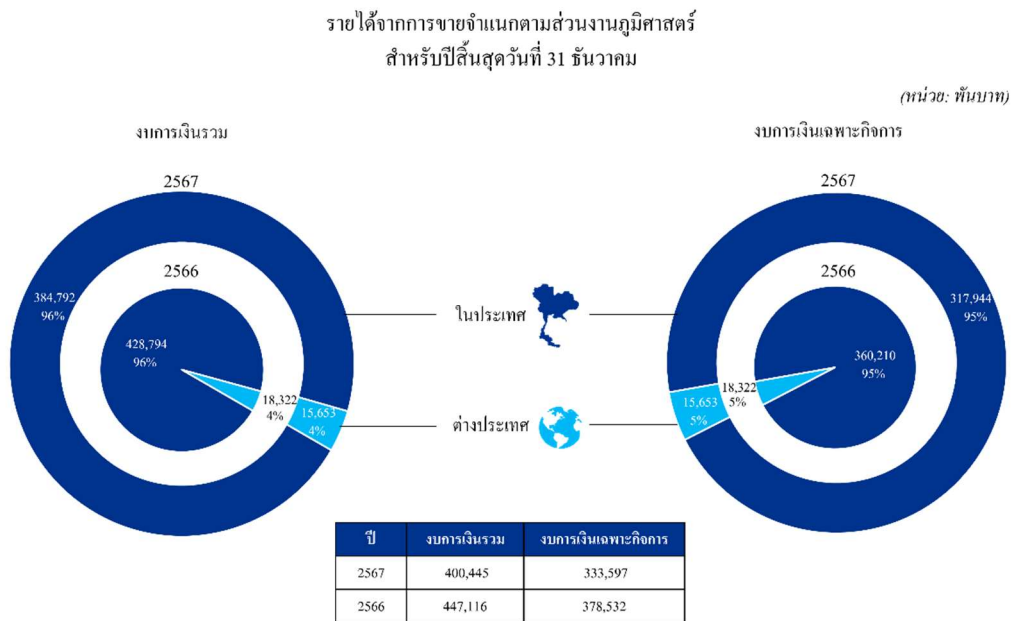 รายได้จากการขายจำแนกตามส่วนงานภูมิศาสตร์
สำหรับปีสิ้นสุดวันที่ 31 ธันวาคม
(หน่วย: พันบาท)
งบการเงินรวม
2567
2566
384,792
96%
428,794
96%
18,322
4%
15,653
4%
ในประเทศ
ต่างประเทศ
งบการเงินเฉพาะกิจการ
2567
2566
317,944
95%
360,210
95%
18,322
5%
15,653
5%
ปี งบการเงินรวม งบการเงินเฉพาะกิจการ
2567 400,445 333,597
2566 447,116 378,532